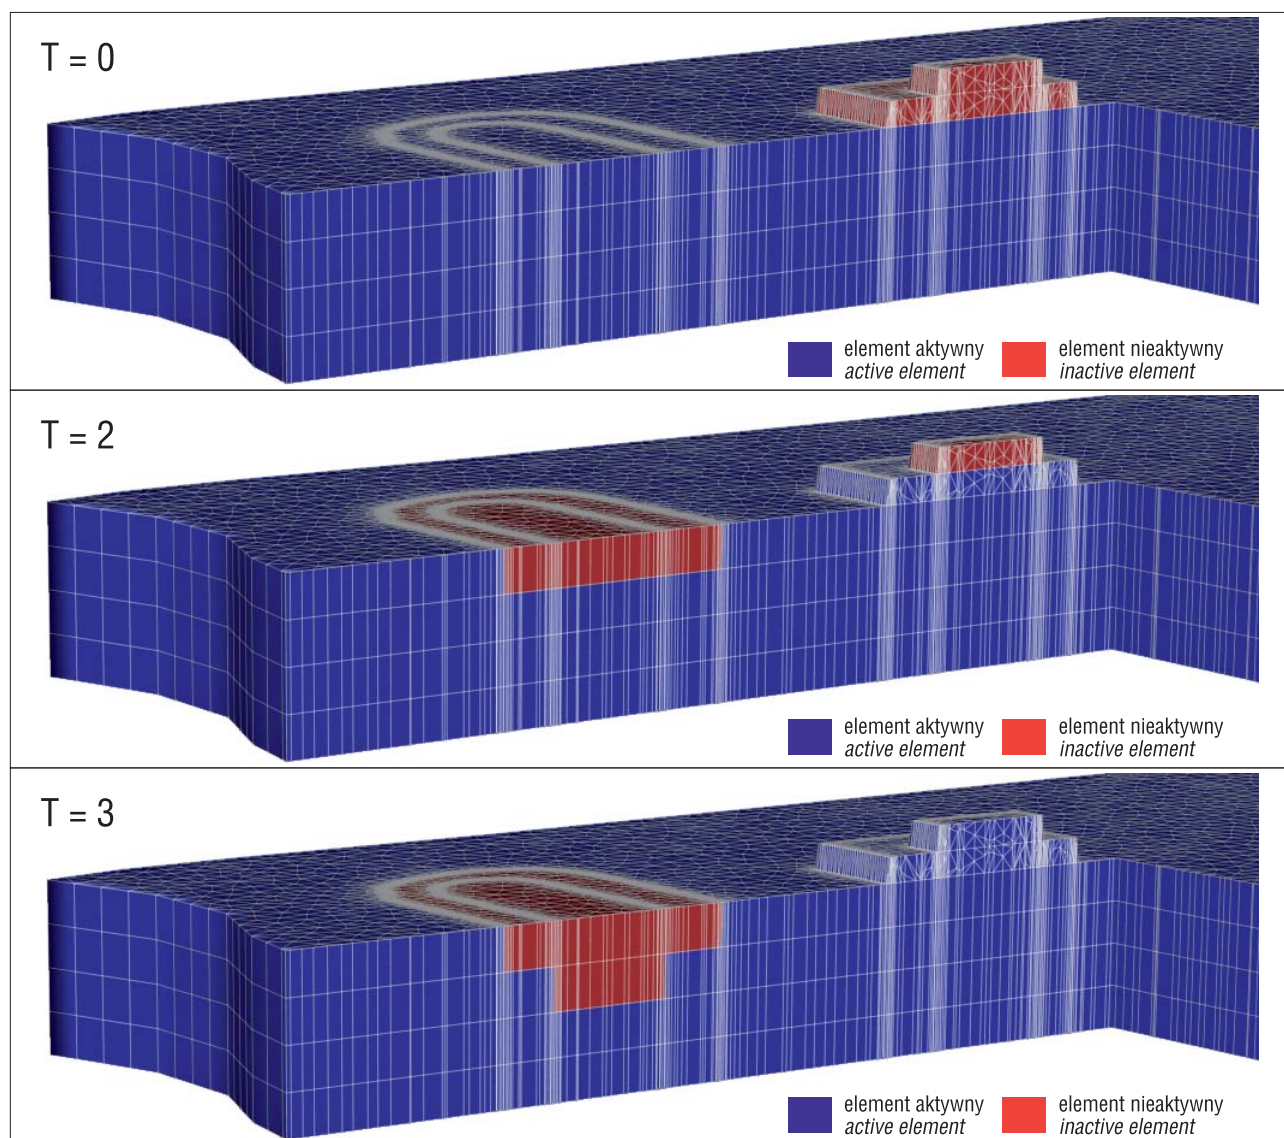 T = 0
element aktywny
active element
element nieaktywny
inactive element
T = 2
element aktywny
active element
element nieaktywny
inactive element
T = 3
element aktywny
active element
element nieaktywny
inactive element